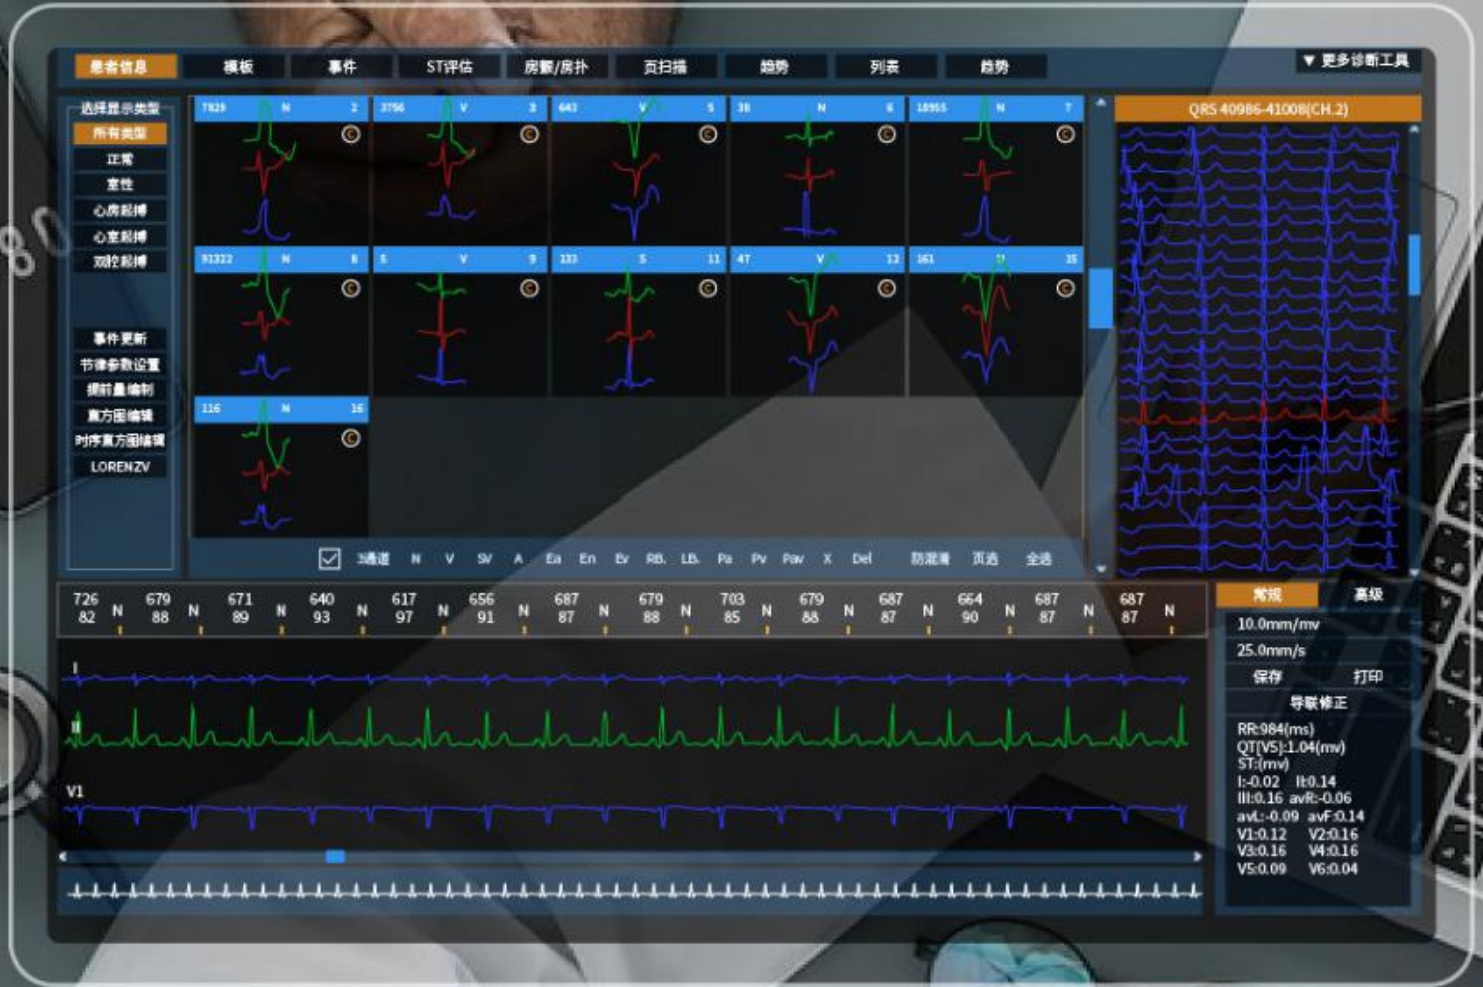 患者信息 模板 事件 ST评估 房颤/房扑 页扫描 趋势 列表 趋势 ▼ 更多诊断工具
选择显示类型
所有类型
正常
室性
心房起搏
心室起搏
双腔起搏
事件更新
节律参数设置
提前量编制
直方图编辑
时序直方图编辑
LORENZV
7829 N 2 3756 V 3 643 V 5 38 N 6 18955 N 7
91322 N 8 5 V 9 133 S 11 47 V 12 161 15
116 N 16
QRS 40986-41008(CH.2)
3通道 N V SV A Ea En Ev RB. LB. Pa Pv Pav X Del 防混淆 页选 全选
726 679 671 640 617 656 687 679 703 679 687 664 687 687
N N N N N N N N N N N N N N
82 88 89 93 97 91 87 88 85 88 87 90 87 87
I
II
V1
常规 高级
10.0mm/mv
25.0mm/s
保存 打印
导联修正
RR:984(ms)
QT[V5]:1.04(mv)
ST:(mv)
I:-0.02 II:0.14
III:0.16 avR:-0.06
avL:-0.09 avF:0.14
V1:0.12 V2:0.16
V3:0.16 V4:0.16
V5:0.09 V6:0.04
80